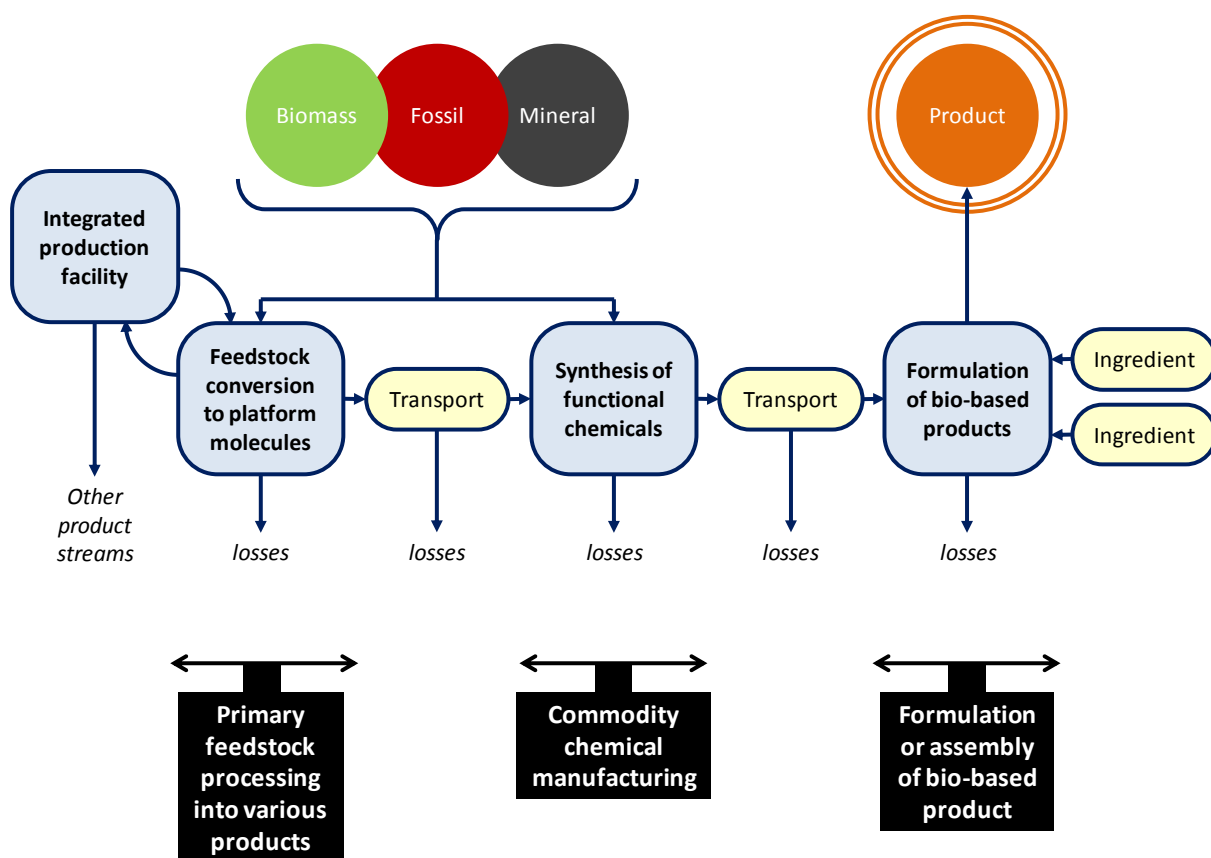 Biomass
Fossil
Mineral
Product
Integrated
production
facility
Feedstock
conversion
to platform
molecules
Transport
Synthesis of
functional
chemicals
Transport
Formulation
of bio-based
products
Ingredient
Ingredient
Other
product
streams
losses
losses
losses
losses
losses
Primary
feedstock
processing
into various
products
Commodity
chemical
manufacturing
Formulation
or assembly
of bio-based
product